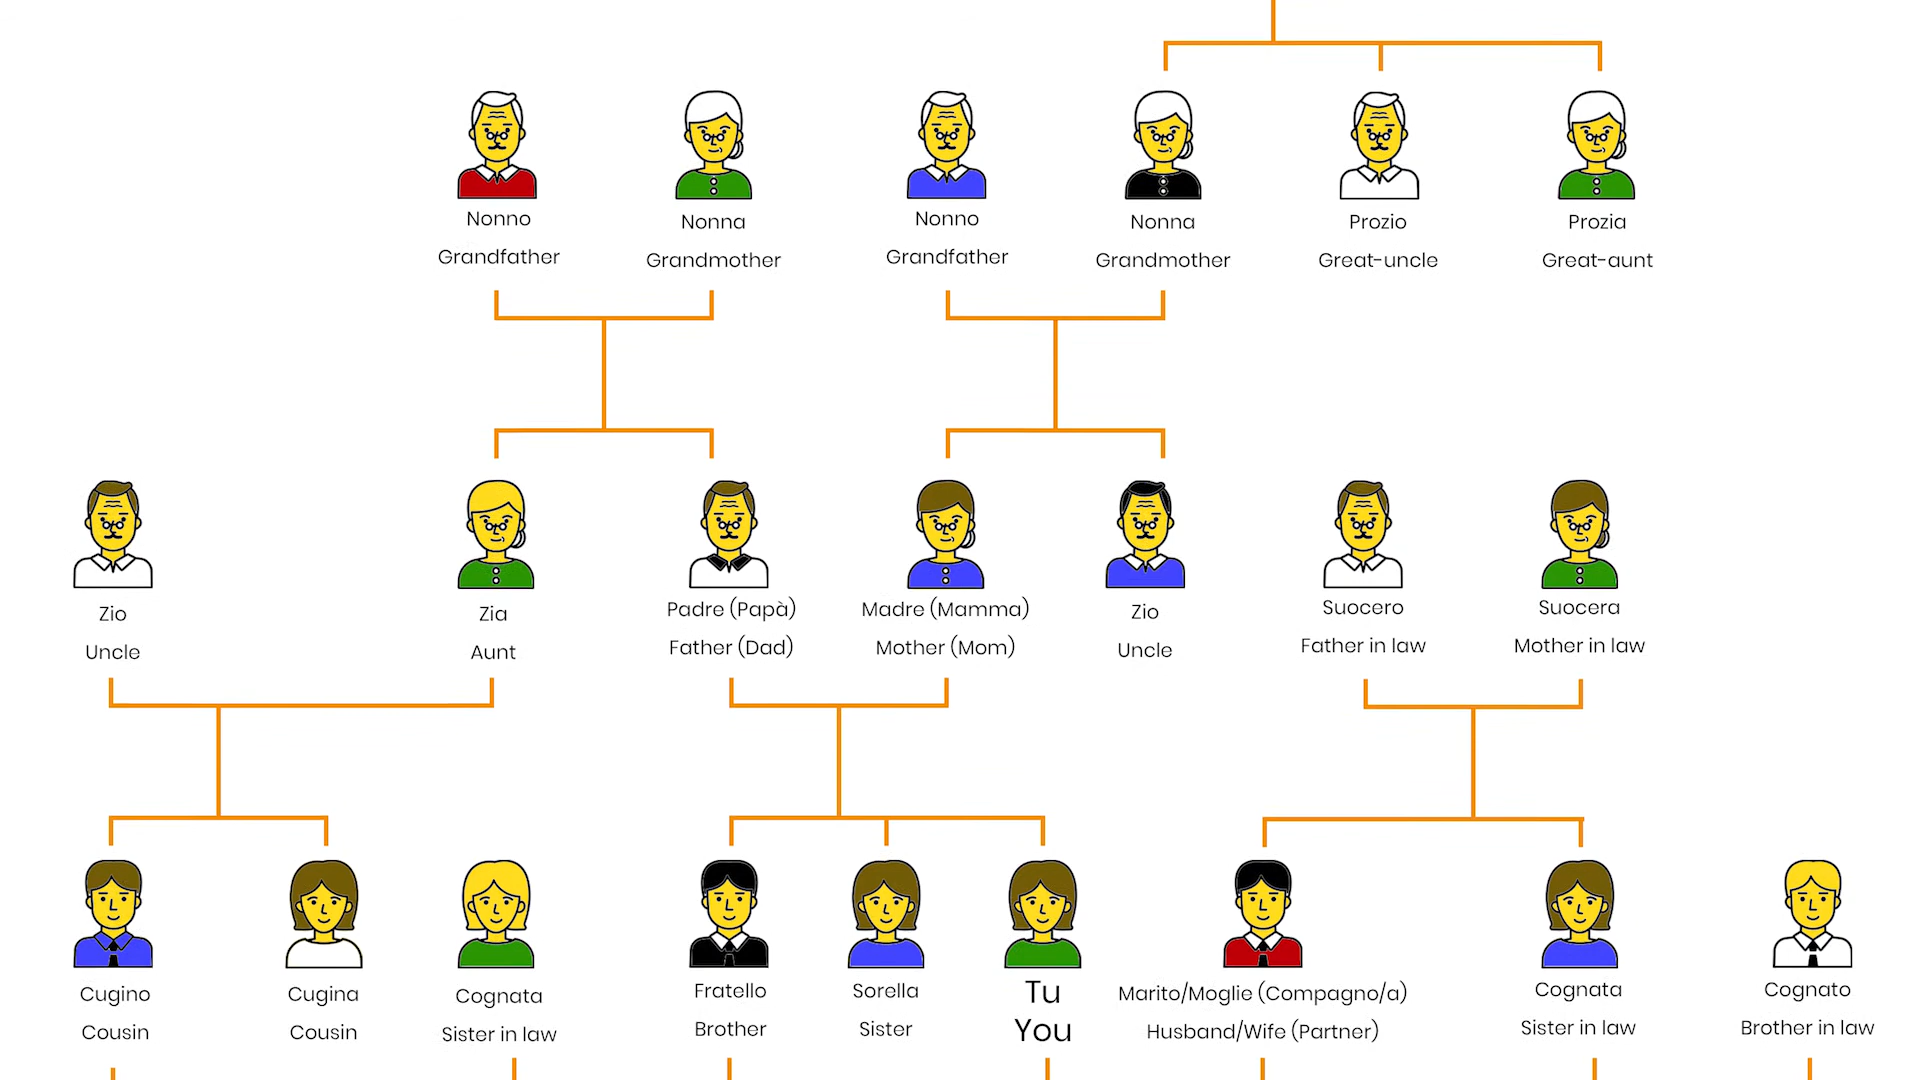 Nonno
Grandfather
Nonna
Grandmother
Nonno
Grandfather
Nonna
Grandmother
Prozio
Great-uncle
Prozia
Great-aunt
Zio
Uncle
Zia
Aunt
Padre (Papà)
Father (Dad)
Madre (Mamma)
Mother (Mom)
Zio
Uncle
Suocero
Father in law
Suocera
Mother in law
Cugino
Cousin
Cugina
Cousin
Cognata
Sister in law
Fratello
Brother
Sorella
Sister
Tu
You
Marito/Moglie (Compagno/a)
Husband/Wife (Partner)
Cognata
Sister in law
Cognato
Brother in law